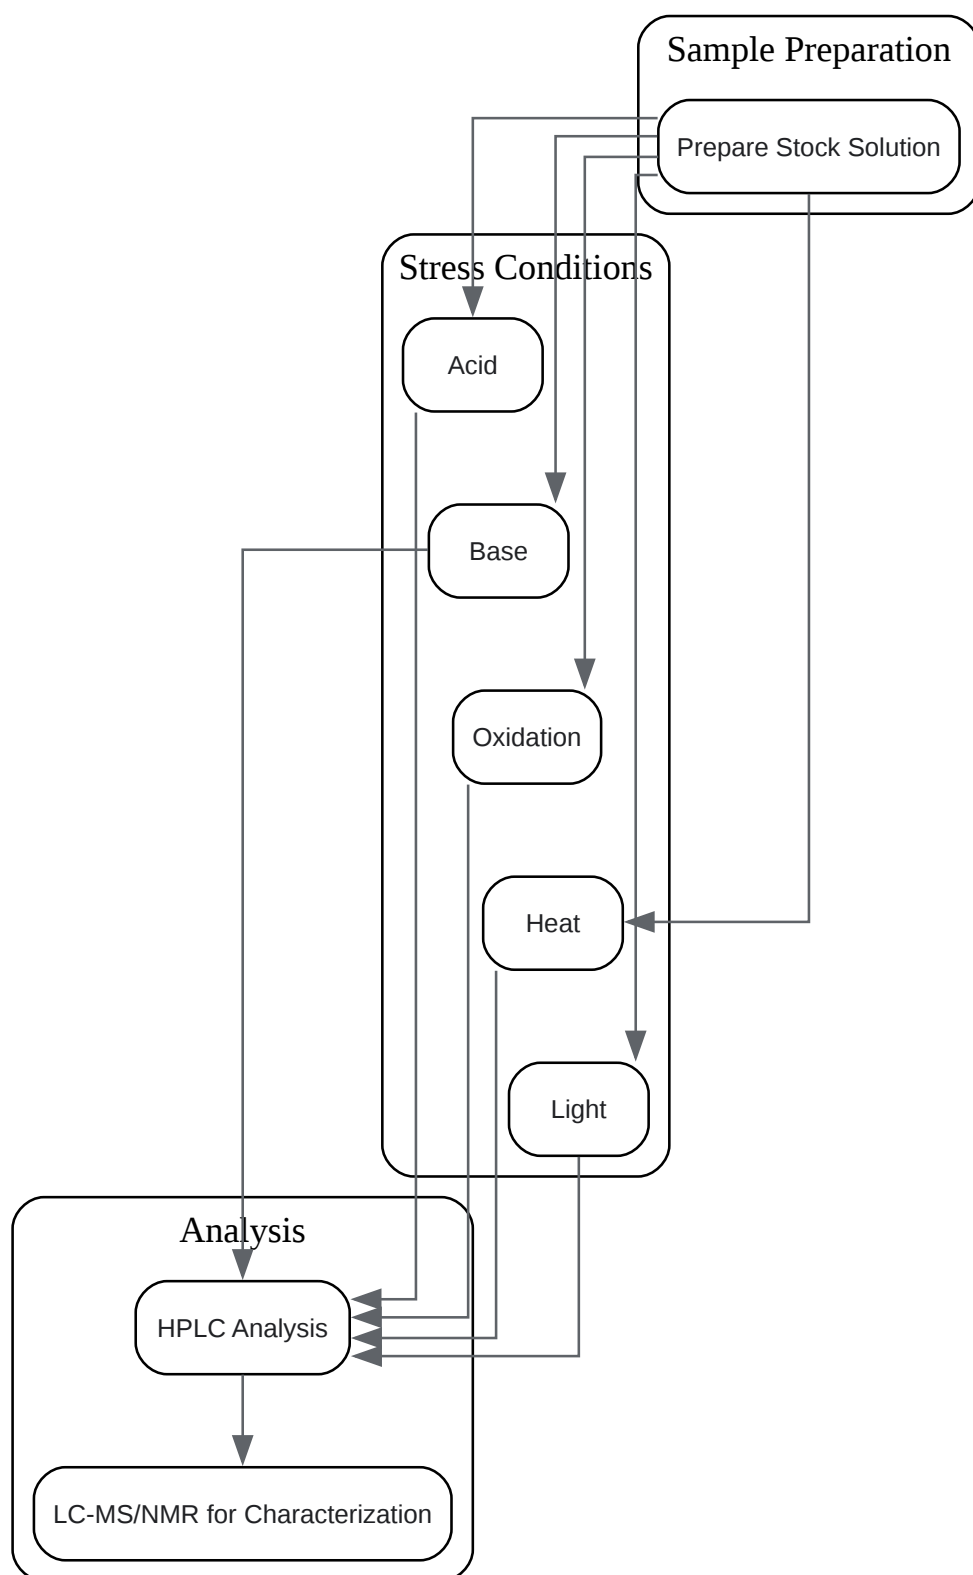 Sample Preparation
Prepare Stock Solution
Stress Conditions
Acid
Base
Oxidation
Heat
Light
Analysis
HPLC Analysis
LC-MS/NMR for Characterization